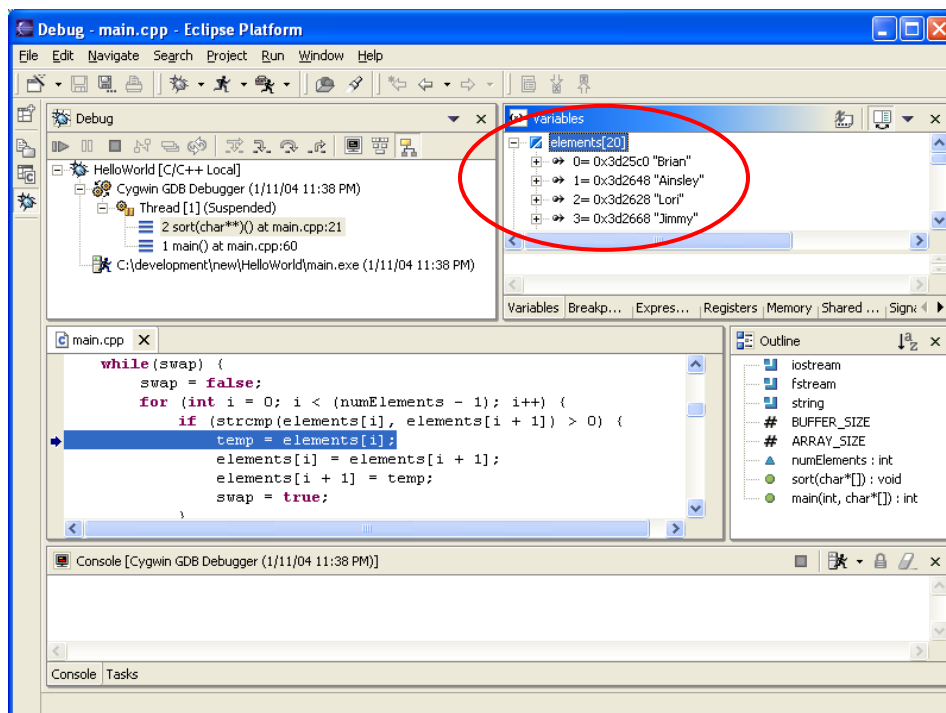 Debug - main.cpp - Eclipse Platform
File Edit Navigate Search Project Run Window Help
Debug
HelloWorld [C/C++ Local]
Cygwin GDB Debugger (1/11/04 11:38 PM)
Thread [1] (Suspended)
2 sort(char**)() at main.cpp:21
1 main() at main.cpp:60
C:\development\new\HelloWorld\main.exe (1/11/04 11:38 PM)
Variables
elements[20]
0= 0x3d25c0 "Brian"
1= 0x3d2648 "Ainsley"
2= 0x3d2628 "Lori"
3= 0x3d2668 "Jimmy"
Variables Breakp... Expres... Registers Memory Shared ... Signa
main.cpp
while(swap) {
swap = false;
for (int i = 0; i < (numElements - 1); i++) {
if (strcmp(elements[i], elements[i + 1]) > 0) {
temp = elements[i];
elements[i] = elements[i + 1];
elements[i + 1] = temp;
swap = true;
}
Outline
iostream
fstream
string
BUFFER_SIZE
ARRAY_SIZE
numElements : int
sort(char*[]) : void
main(int, char*[]) : int
Console [Cygwin GDB Debugger (1/11/04 11:38 PM)]
Console Tasks